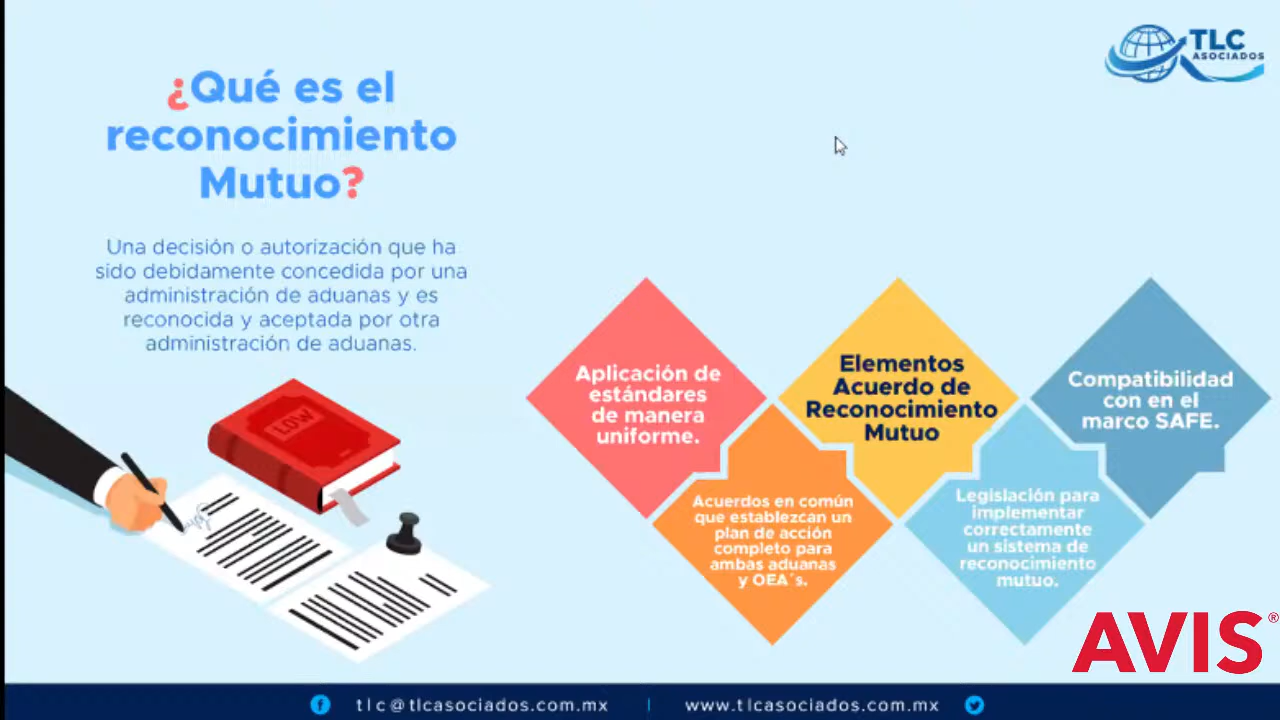 TLC
ASOCIADOS
¿Qué es el
reconocimiento
Mutuo?
Una decisión o autorización que ha
sido debidamente concedida por una
administración de aduanas y es
reconocida y aceptada por otra
administración de aduanas.
LOW
Aplicación de
estándares
de manera
uniforme.
Acuerdos en común
que establezcan un
plan de acción
completo para
ambas aduanas
y OEA´s.
Elementos
Acuerdo de
Reconocimiento
Mutuo
Legislación para
implementar
correctamente
un sistema de
reconocimiento
mutuo.
Compatibilidad
con en el
marco SAFE.
AVIS®
tlc@tlcasociados.com.mx | www.tlcasociados.com.mx